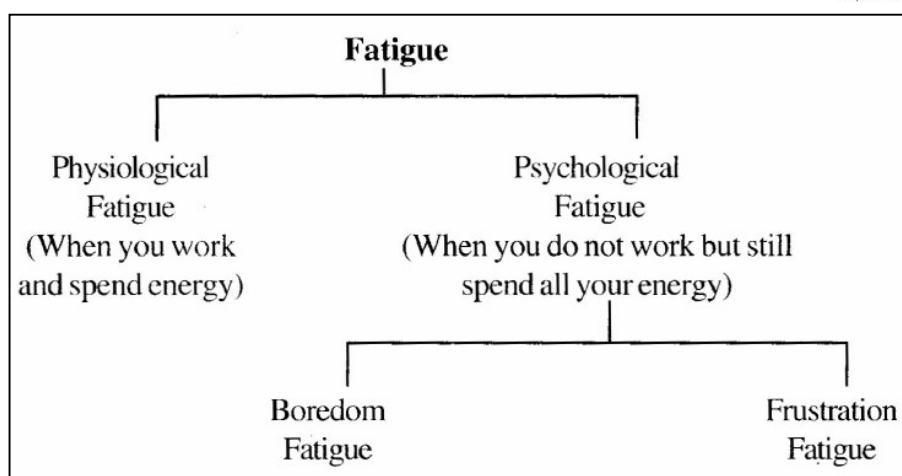 Fatigue
Physiological
Fatigue
(When you work
and spend energy)
Psychological
Fatigue
(When you do not work but still
spend all your energy)
Boredom
Fatigue
Frustration
Fatigue